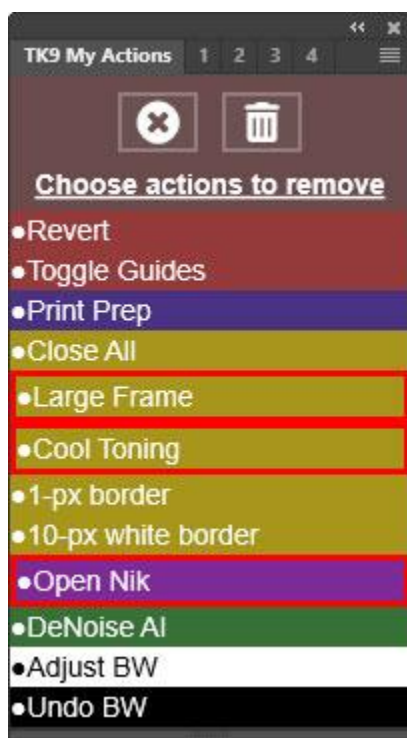 TK9 My Actions 1 2 3 4
Choose actions to remove
●Revert
●Toggle Guides
●Print Prep
●Close All
●Large Frame
●Cool Toning
●1-px border
●10-px white border
●Open Nik
●DeNoise AI
●Adjust BW
●Undo BW